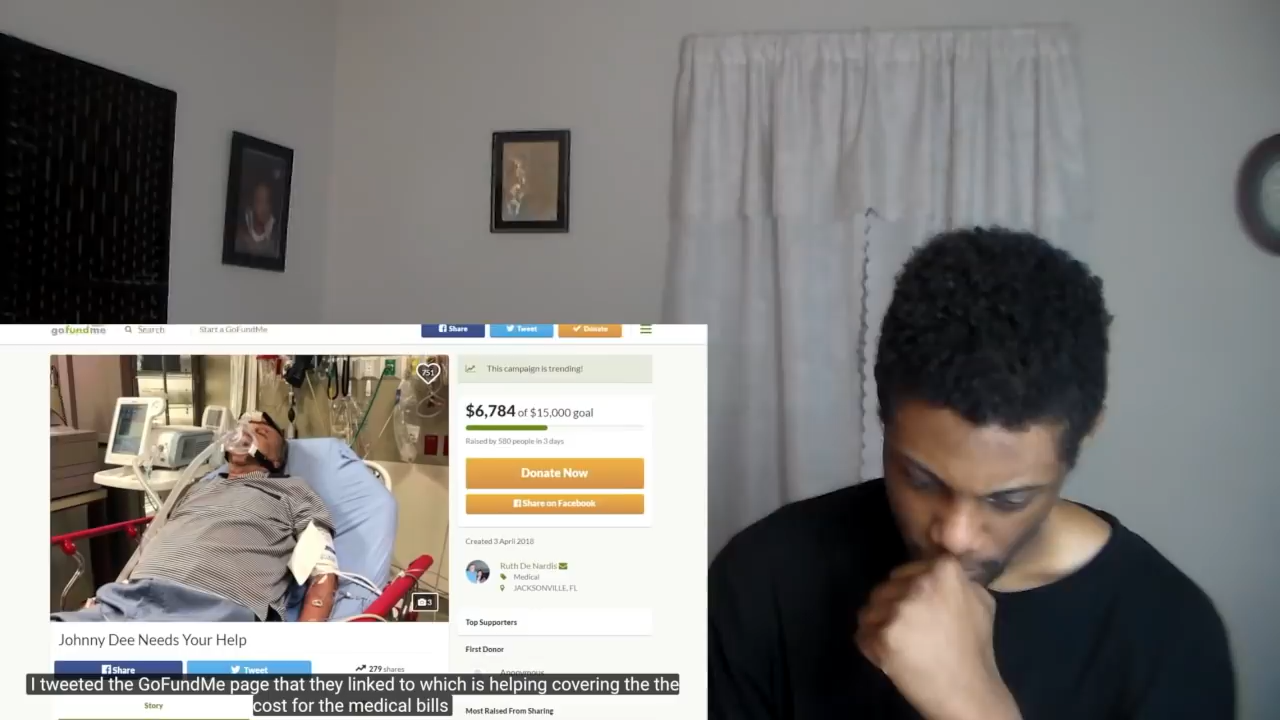 gofundme
Search
Start a GoFundMe
Share
Tweet
Donate
751
This campaign is trending!
$6,784 of $15,000 goal
Raised by 580 people in 3 days
Donate Now
Share on Facebook
Created 3 April 2018
Ruth De Nardis
Medical
JACKSONVILLE, FL
3
Top Supporters
Johnny Dee Needs Your Help
First Donor
Share
Tweet
279 shares
Anonymous
I tweeted the GoFundMe page that they linked to which is helping covering the the
cost for the medical bills
Story
Most Raised From Sharing